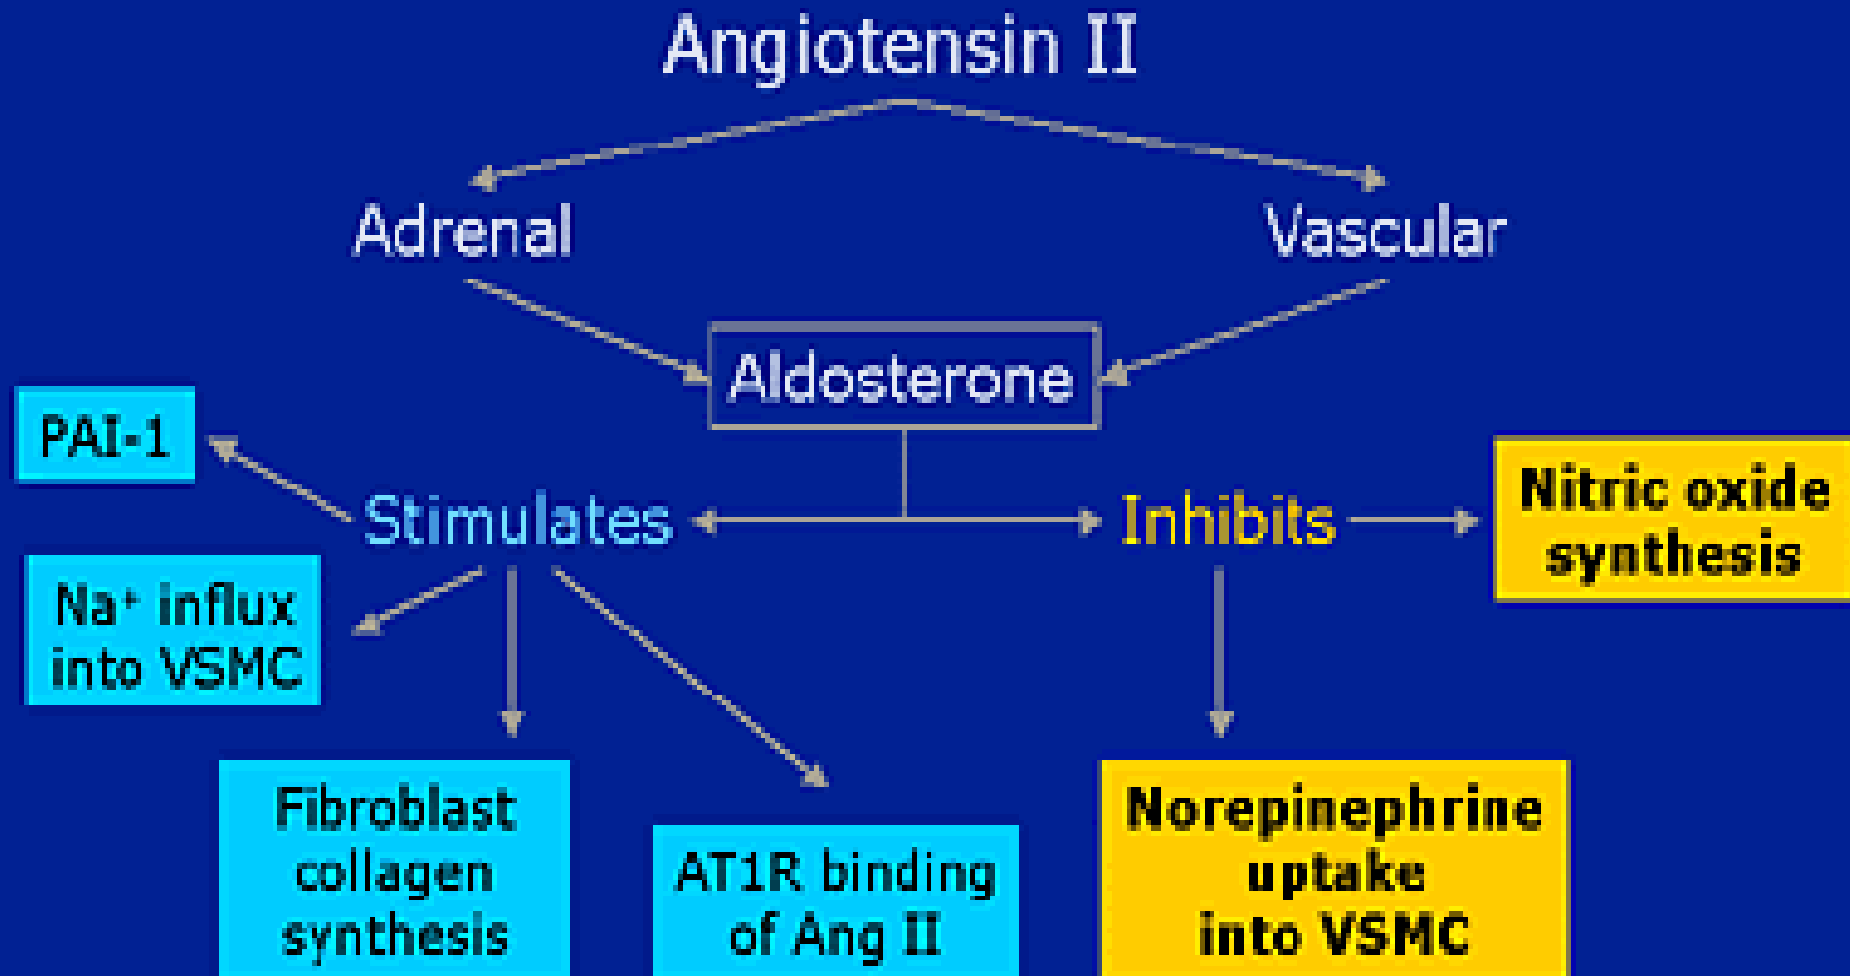 Angiotensin II
Adrenal
Vascular
Aldosterone
PAI-1
Stimulates
Inhibits
Nitric oxide
synthesis
Na⁺ influx
into VSMC
Fibroblast
collagen
synthesis
AT1R binding
of Ang II
Norepinephrine
uptake
into VSMC